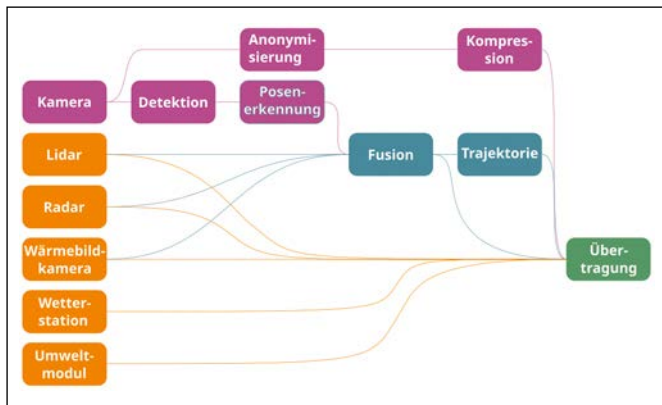 Anonymi-
sierung
Kompres-
sion
Kamera
Detektion
Posen-
erkennung
Lidar
Fusion
Trajektorie
Radar
Wärmebild-
kamera
Über-
tragung
Wetter-
station
Umwelt-
modul